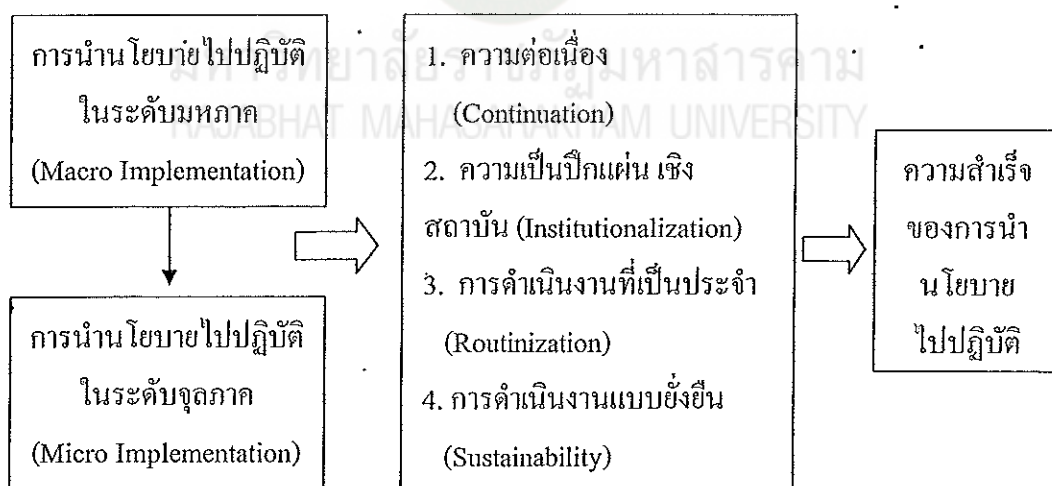 การนำนโยบายไปปฏิบัติ
ในระดับมหภาค
(Macro Implementation)
การนำนโยบายไปปฏิบัติ
ในระดับจุลภาค
(Micro Implementation)
1. ความต่อเนื่อง
(Continuation)
2. ความเป็นปึกแผ่น เชิง
สถาบัน (Institutionalization)
3. การดำเนินงานที่เป็นประจำ
(Routinization)
4. การดำเนินงานแบบยั่งยืน
(Sustainability)
ความสำเร็จ
ของการนำ
นโยบาย
ไปปฏิบัติ
มหาวิทยาลัยราชภัฏมหาสารคาม
RAJABHAT MAHASARAKHAM UNIVERSITY